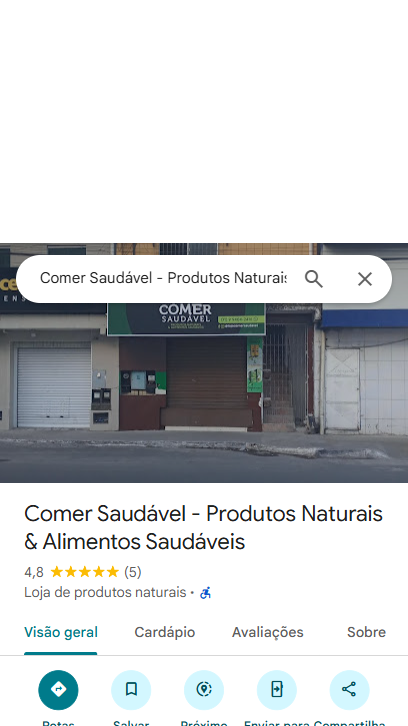 Comer Saudável - Produtos Naturais
COMER
SAUDÁVEL
Comer Saudável - Produtos Naturais
& Alimentos Saudáveis
4,8 ★★★★★ (5)
Loja de produtos naturais •
Visão geral Cardápio Avaliações Sobre
Rotas Salvar Próximo Enviar para Compartilha